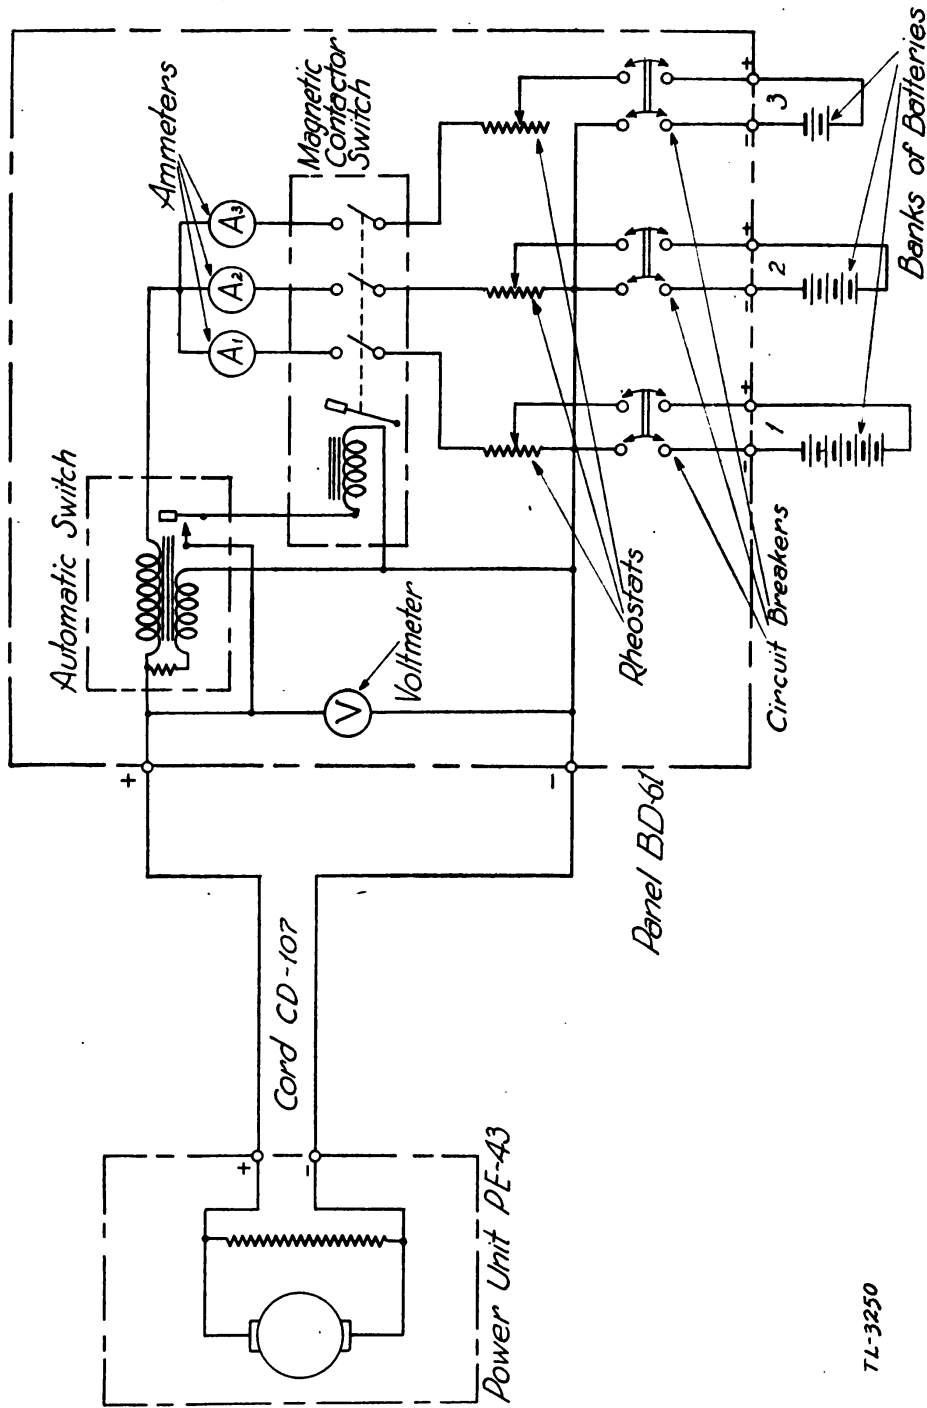 Ammeters
A₁
A₂
A₃
Magnetic
Contactor
Switch
Automatic Switch
V
Voltmeter
+
-
Panel BD-61
Cord CD-107
+
-
Power Unit PE-43
Rheostats
Circuit Breakers
- 1 +
- 2 +
- 3 +
Banks of Batteries
TL-3250